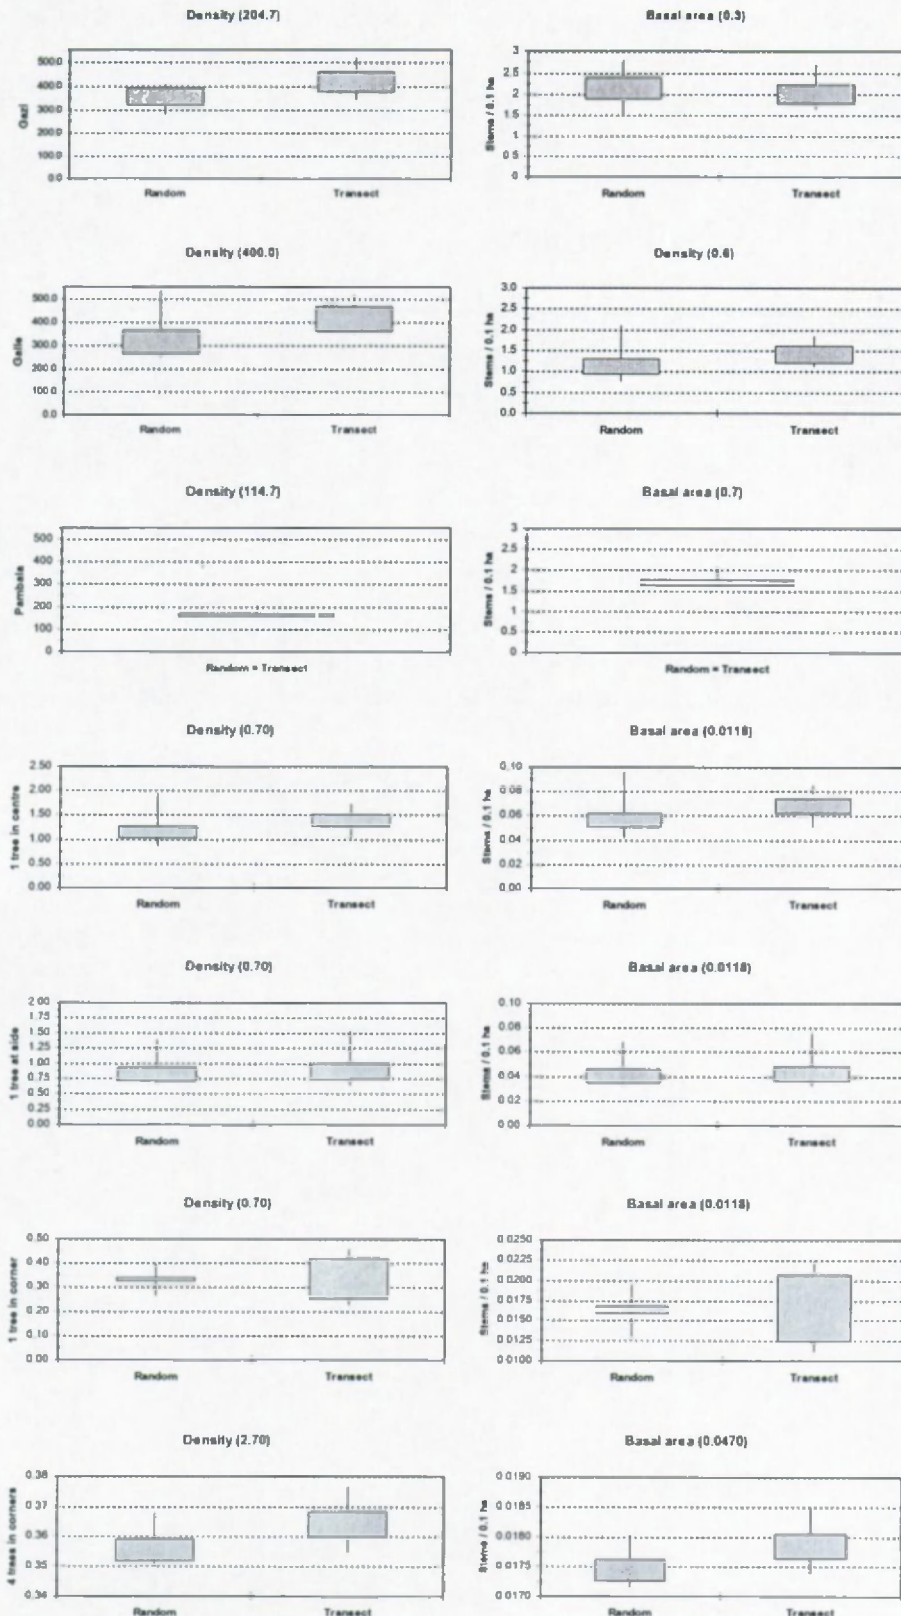 Density (204.7)
Gazi
500.0
400.0
300.0
200.0
100.0
0.0
Random Transect
Basal area (0.3)
Stems / 0.1 ha
3
2.5
2
1.5
1
0.5
0
Random Transect
Density (400.0)
Galle
500.0
400.0
300.0
200.0
100.0
0.0
Random Transect
Density (0.6)
Stems / 0.1 ha
3.0
2.5
2.0
1.5
1.0
0.5
0.0
Random Transect
Density (114.7)
Pambala
500
400
300
200
100
0
Random = Transect
Basal area (0.7)
Stems / 0.1 ha
3
2.5
2
1.5
1
0.5
0
Random = Transect
Density (0.70)
1 tree in centre
2.50
2.00
1.50
1.00
0.50
0.00
Random Transect
Basal area (0.0118)
Stems / 0.1 ha
0.10
0.08
0.06
0.04
0.02
0.00
Random Transect
Density (0.70)
1 tree at side
2.00
1.75
1.50
1.25
1.00
0.75
0.50
0.25
0.00
Random Transect
Basal area (0.0118)
Stems / 0.1 ha
0.10
0.08
0.06
0.04
0.02
0.00
Random Transect
Density (0.70)
1 tree in corner
0.50
0.40
0.30
0.20
0.10
0.00
Random Transect
Basal area (0.0118)
Stems / 0.1 ha
0.0250
0.0225
0.0200
0.0175
0.0150
0.0125
0.0100
Random Transect
Density (2.70)
4 trees in corners
0.38
0.37
0.36
0.35
0.34
Random Transect
Basal area (0.0470)
Stems / 0.1 ha
0.0190
0.0185
0.0180
0.0175
0.0170
Random Transect